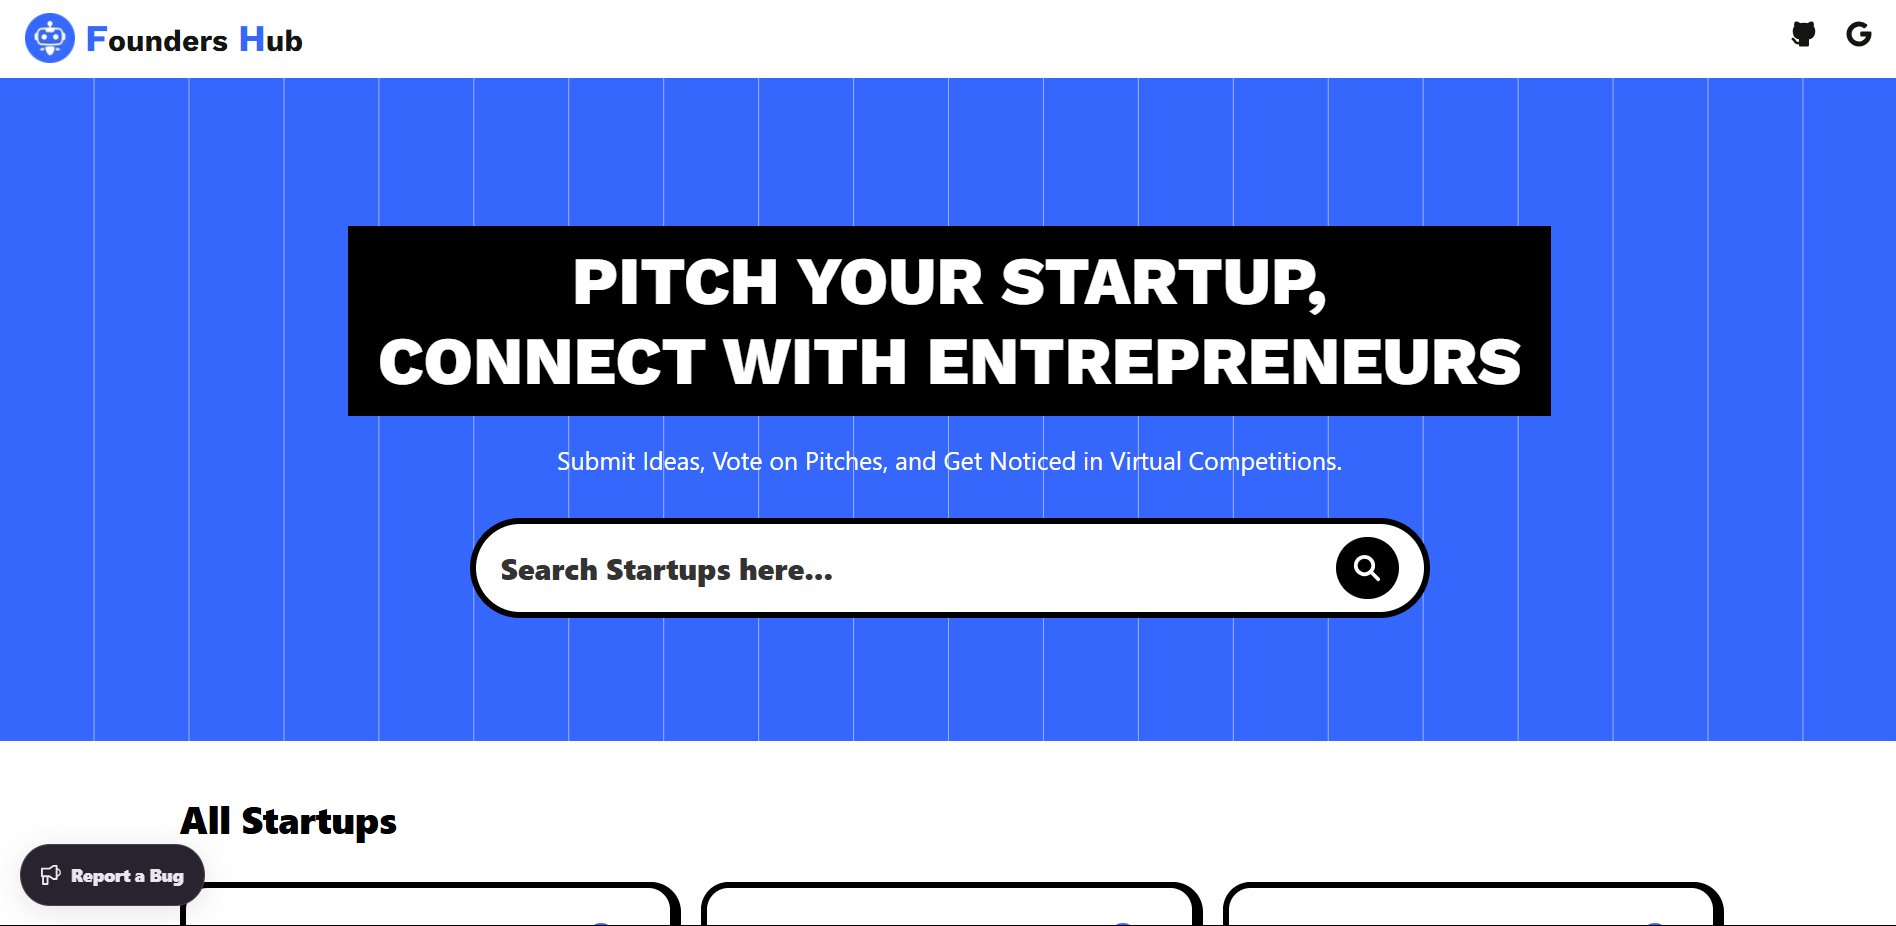 Founders Hub
PITCH YOUR STARTUP,
CONNECT WITH ENTREPRENEURS
Submit Ideas, Vote on Pitches, and Get Noticed in Virtual Competitions.
Search Startups here...
All Startups
Report a Bug